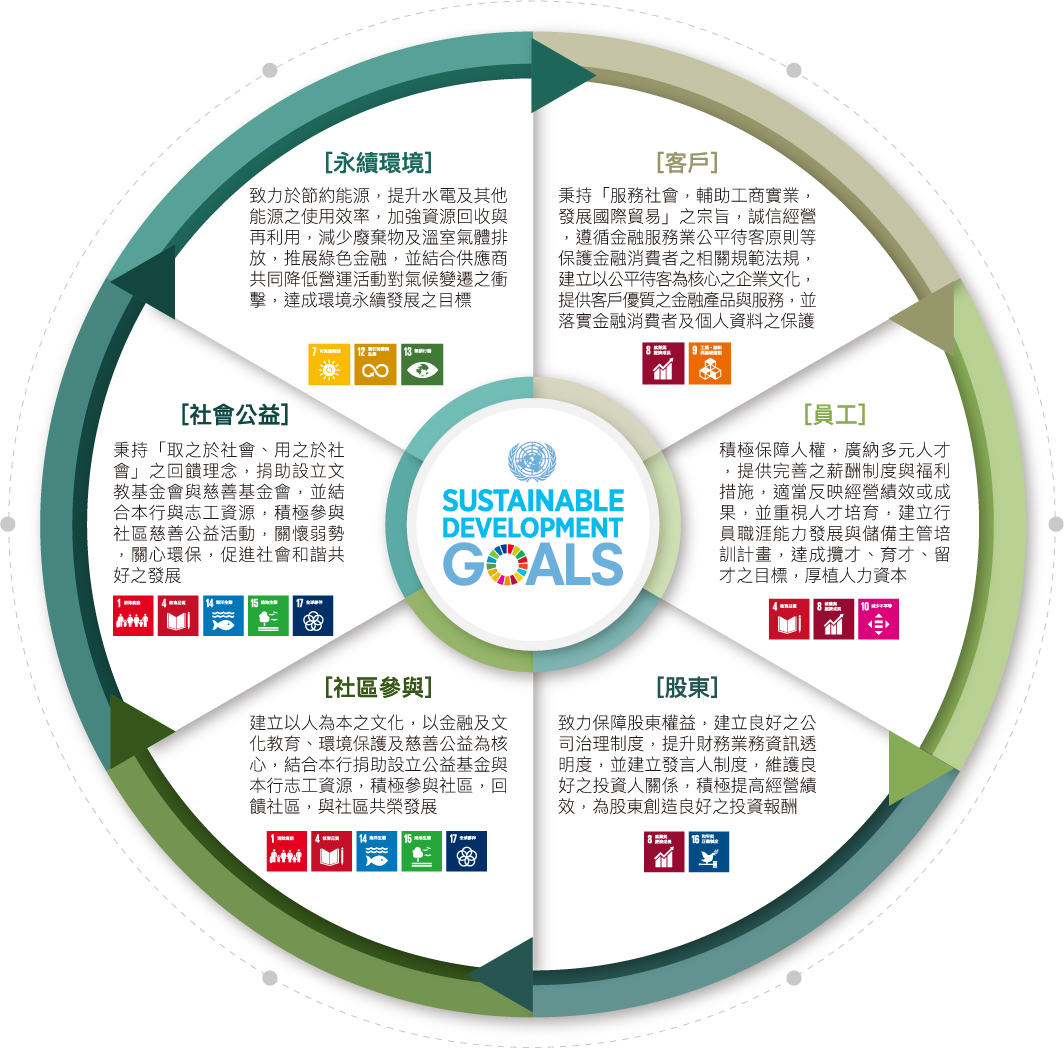 [永續環境]
致力於節約能源，提升水電及其他
能源之使用效率，加強資源回收與
再利用，減少廢棄物及溫室氣體排
放，推展綠色金融，並結合供應商
共同降低營運活動對氣候變遷之衝
擊，達成環境永續發展之目標
7
12
13
[客戶]
秉持「服務社會，輔助工商實業，
發展國際貿易」之宗旨，誠信經營
，遵循金融服務業公平待客原則等
保護金融消費者之相關規範法規，
建立以公平待客為核心之企業文化，
提供客戶優質之金融產品與服務，並
落實金融消費者及個人資料之保護
8
9
[社會公益]
秉持「取之於社會、用之於社
會」之回饋理念，捐助設立文
教基金會與慈善基金會，並結
合本行與志工資源，積極參與
社區慈善公益活動，關懷弱勢
，關心環保，促進社會和諧共
好之發展
1
4
14
15
17
SUSTAINABLE
DEVELOPMENT
GOALS
[員工]
積極保障人權，廣納多元人才
，提供完善之薪酬制度與福利
措施，適當反映經營績效或成
果，並重視人才培育，建立行
員職涯能力發展與儲備主管培
訓計畫，達成攬才、育才、留
才之目標，厚植人力資本
4
8
10 減少不平等
[社區參與]
建立以人為本之文化，以金融及文
化教育、環境保護及慈善公益為核
心，結合本行捐助設立公益基金與
本行志工資源，積極參與社區，回
饋社區，與社區共榮發展
1
4
14
15
17
[股東]
致力保障股東權益，建立良好之公
司治理制度，提升財務業務資訊透
明度，並建立發言人制度，維護良
好之投資人關係，積極提高經營績
效，為股東創造良好之投資報酬
8
16